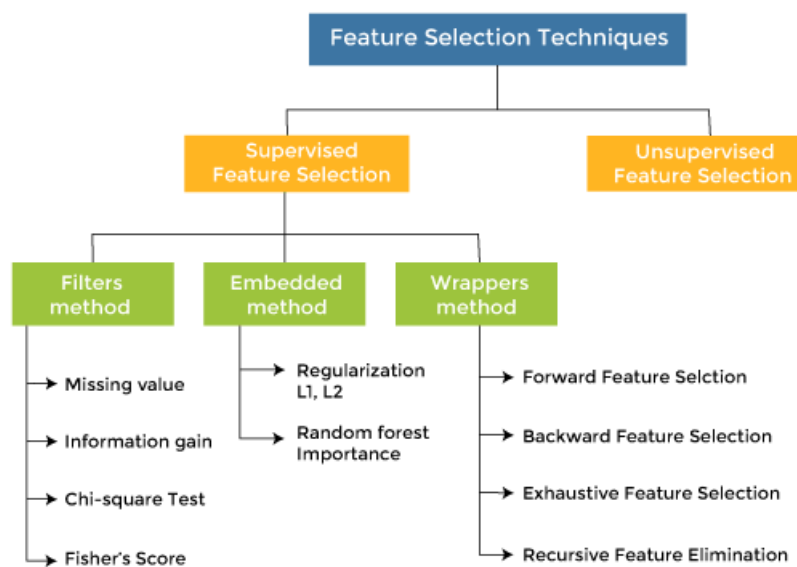 Feature Selection Techniques
Supervised
Feature Selection
Unsupervised
Feature Selection
Filters
method
Embedded
method
Wrappers
method
Missing value
Information gain
Chi-square Test
Fisher's Score
Regularization
L1, L2
Random forest
Importance
Forward Feature Selction
Backward Feature Selection
Exhaustive Feature Selection
Recursive Feature Elimination